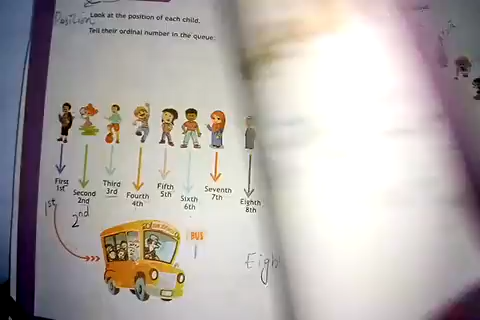 Position
Look at the position of each child.
Tell their ordinal number in the queue:
First Second Third Fourth Fifth Sixth Seventh Eighth
1st 2nd 3rd 4th 5th 6th 7th 8th
1st 2nd
BUS
Eigh